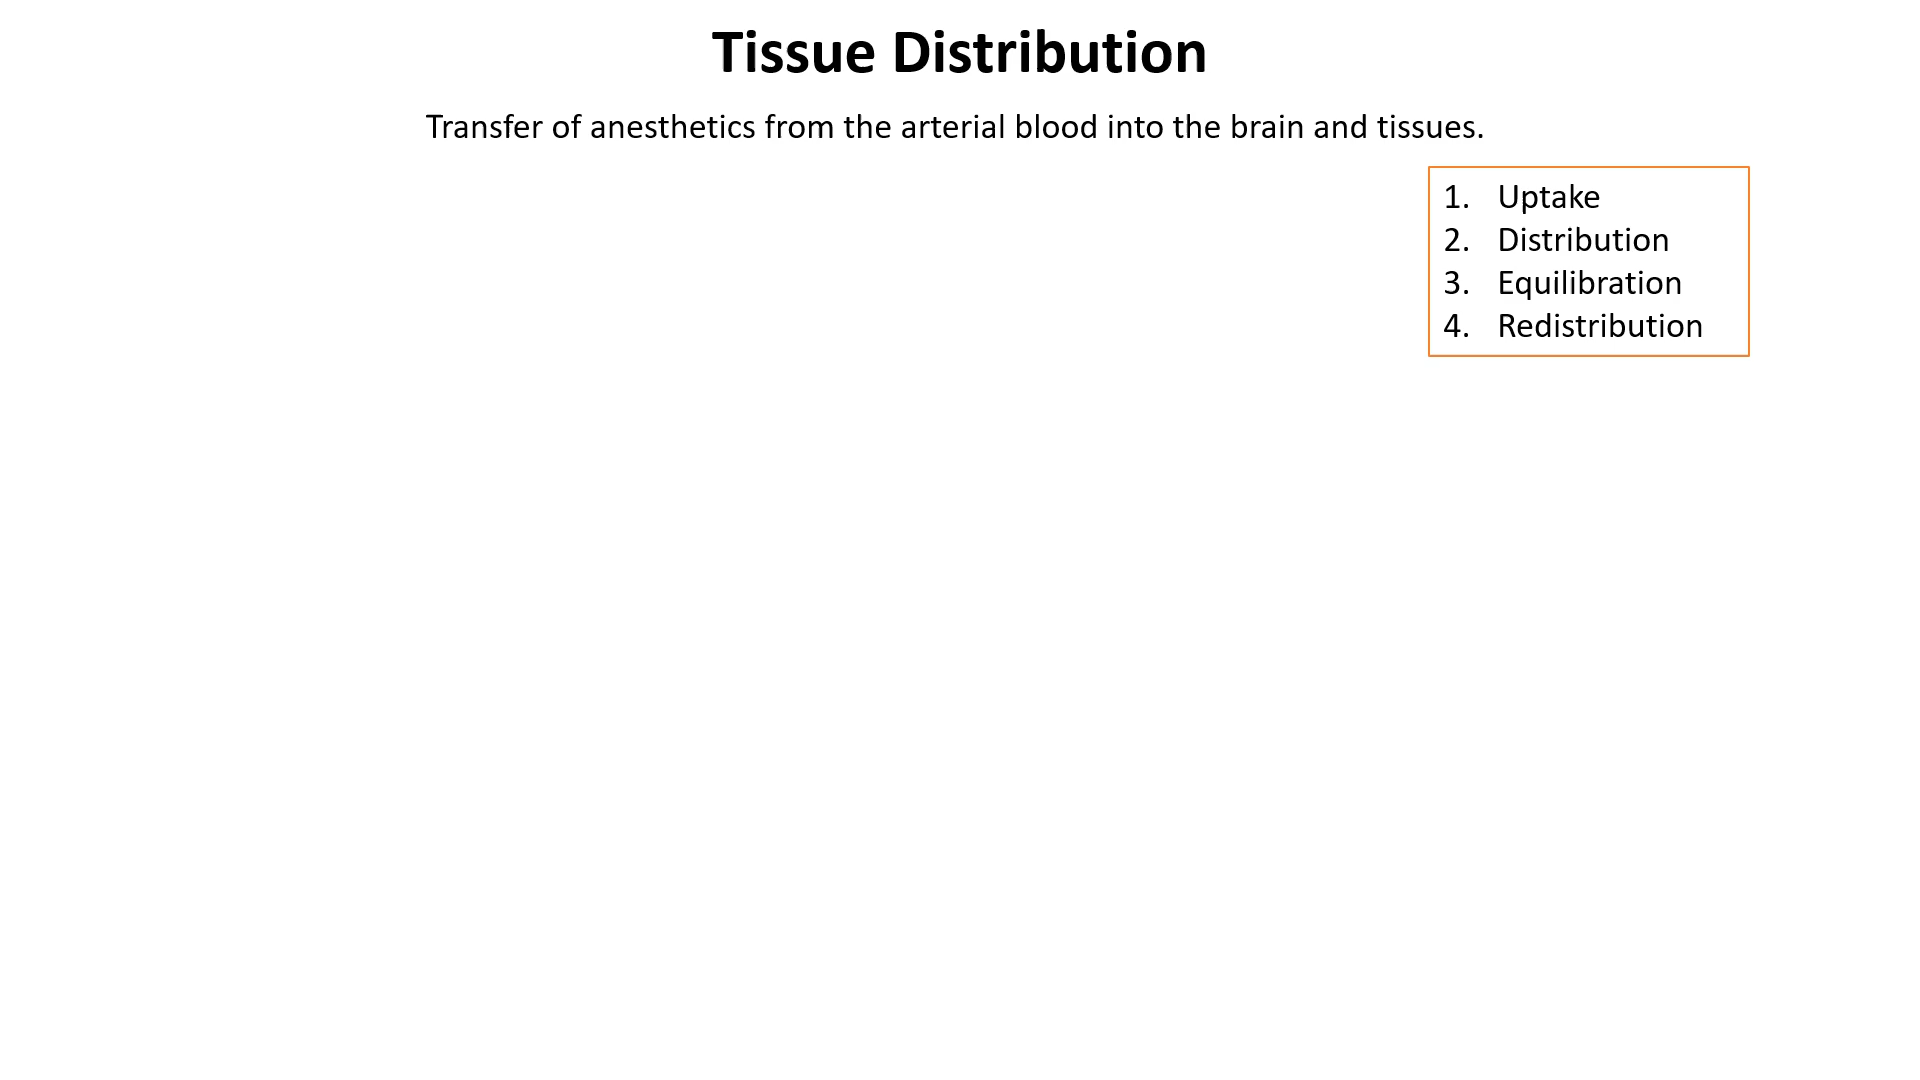 Tissue Distribution
Transfer of anesthetics from the arterial blood into the brain and tissues.
1. Uptake
2. Distribution
3. Equilibration
4. Redistribution